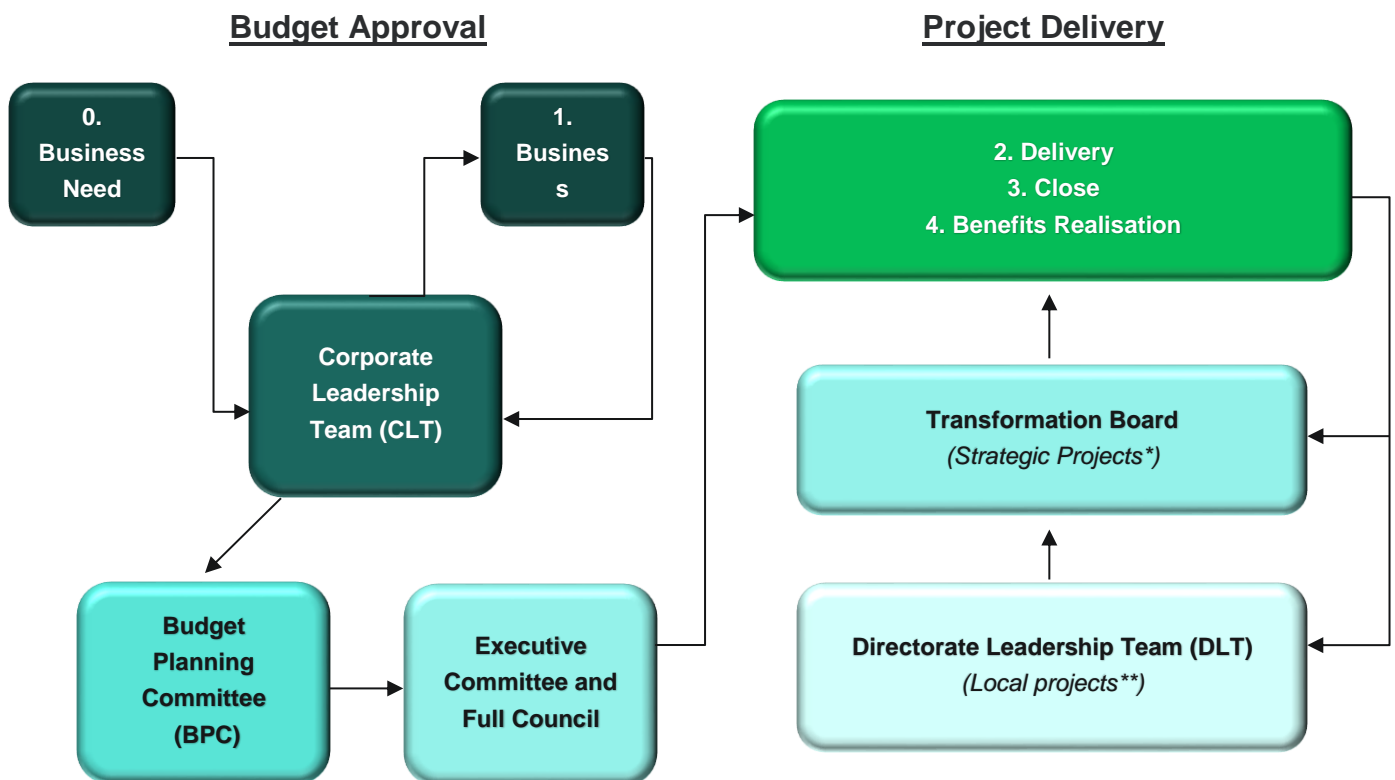 Budget Approval
Project Delivery
0.
Business
Need
1.
Busines
s
2. Delivery
3. Close
4. Benefits Realisation
Corporate
Leadership
Team (CLT)
Transformation Board
(Strategic Projects*)
Budget
Planning
Committee
(BPC)
Executive
Committee and
Full Council
Directorate Leadership Team (DLT)
(Local projects**)